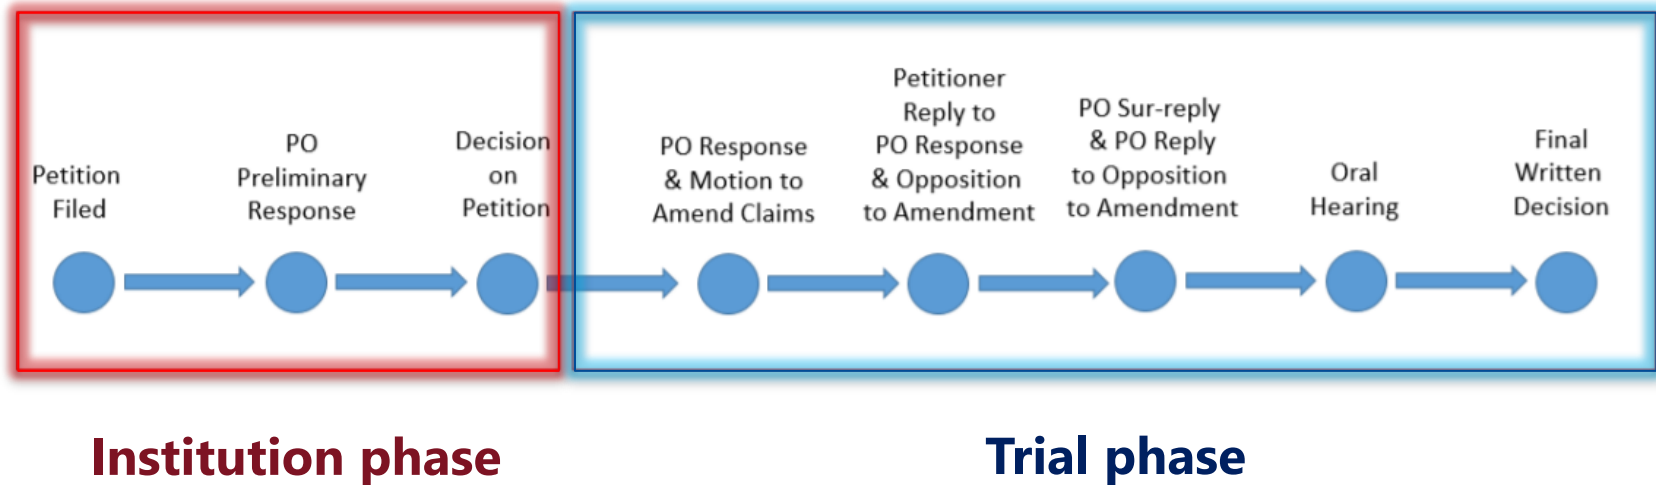 Petition
Filed
PO
Preliminary
Response
Decision
on
Petition
PO Response
& Motion to
Amend Claims
Petitioner
Reply to
PO Response
& Opposition
to Amendment
PO Sur-reply
& PO Reply
to Opposition
to Amendment
Oral
Hearing
Final
Written
Decision
Institution phase
Trial phase